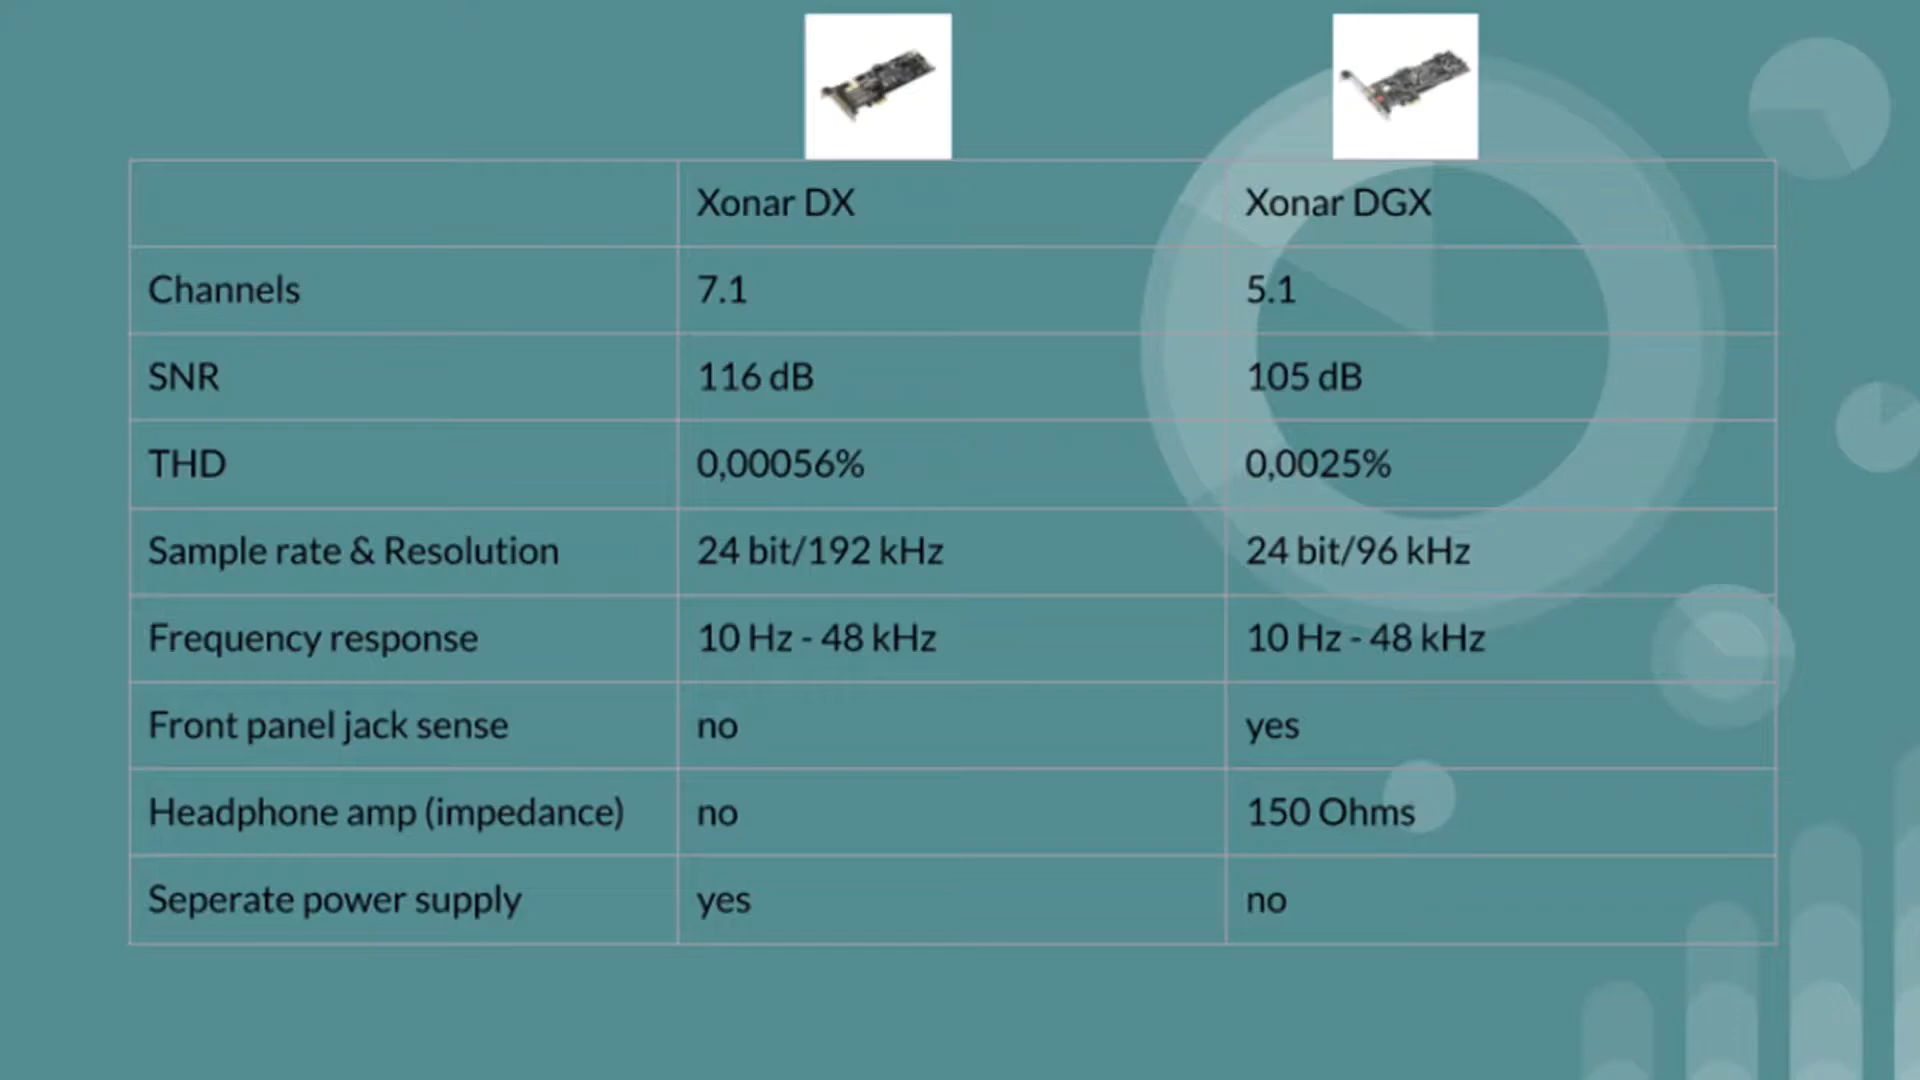 Xonar DX Xonar DGX
Channels 7.1 5.1
SNR 116 dB 105 dB
THD 0,00056% 0,0025%
Sample rate & Resolution 24 bit/192 kHz 24 bit/96 kHz
Frequency response 10 Hz - 48 kHz 10 Hz - 48 kHz
Front panel jack sense no yes
Headphone amp (impedance) no 150 Ohms
Seperate power supply yes no